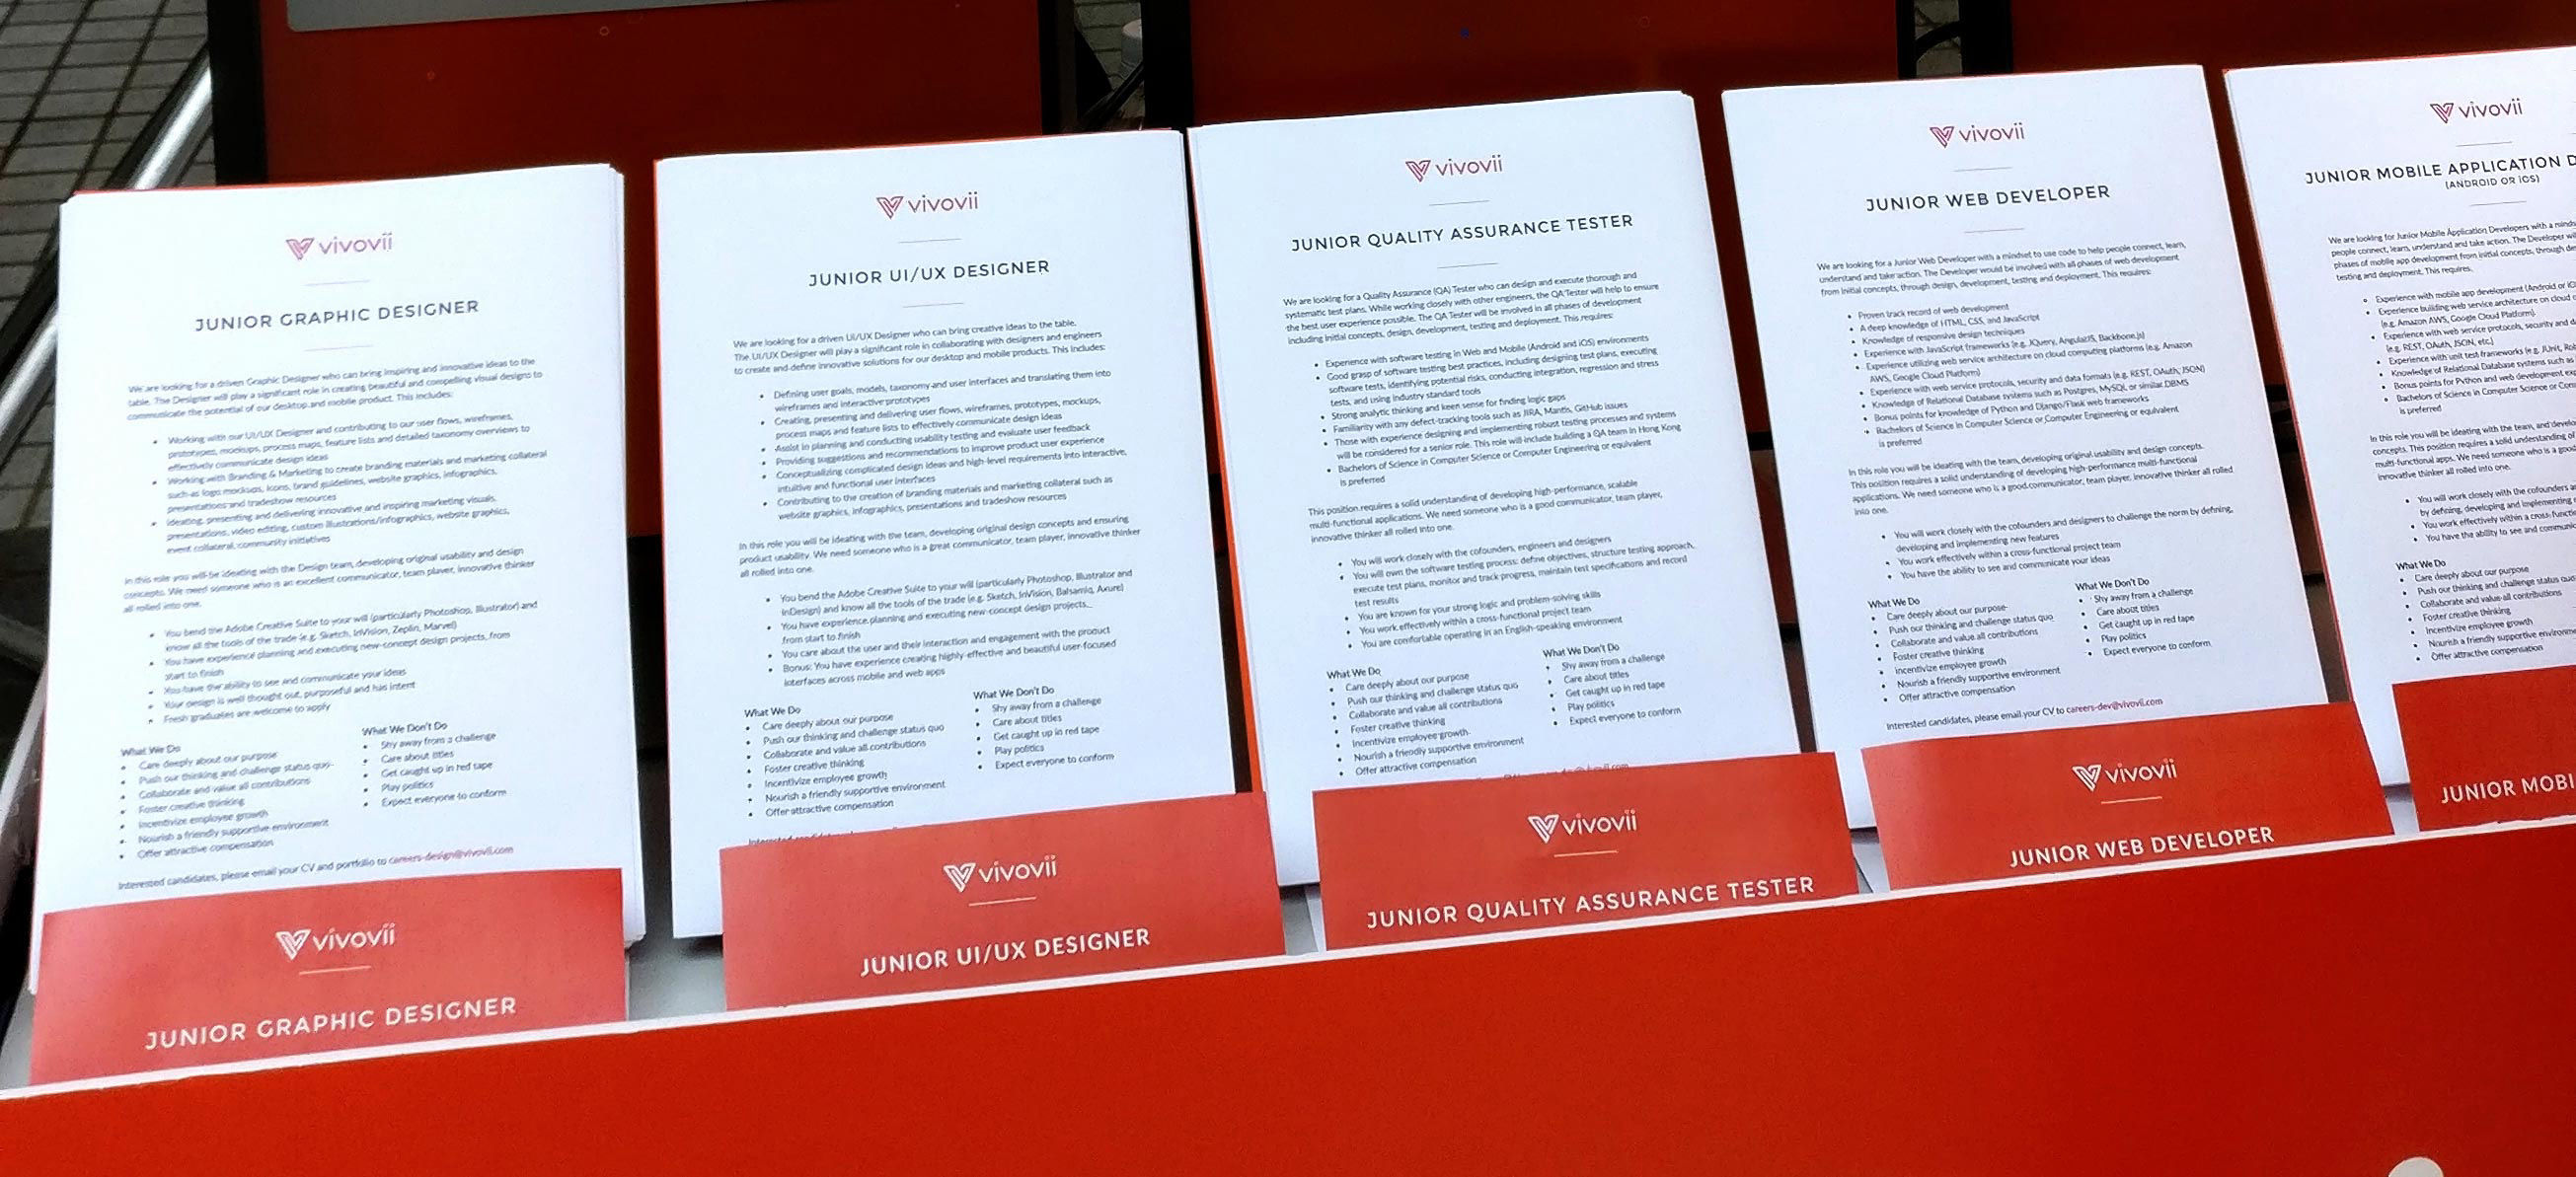 vivovii
JUNIOR GRAPHIC DESIGNER
We are looking for a driven Graphic Designer who can bring inspiring and innovative ideas to the
table. The Designer will play a significant role in creating beautiful and compelling visual designs to
communicate the potential of our desktop and mobile product. This includes:
• Working with our UI/UX Designer and contributing to our user flows, wireframes,
prototypes, mockups, process maps, feature lists and detailed taxonomy overviews to
effectively communicate design ideas
• Working with Branding & Marketing to create branding materials and marketing collateral
such as logo mockups, icons, brand guidelines, website graphics, infographics,
presentations and tradeshow resources
• Ideating, presenting and delivering innovative and inspiring marketing visuals,
presentations, video editing, custom illustrations/infographics, website graphics,
event collateral, community initiatives
In this role you will be ideating with the Design team, developing original usability and design
concepts. We need someone who is an excellent communicator, team player, innovative thinker
all rolled into one.
• You bend the Adobe Creative Suite to your will (particularly Photoshop, Illustrator) and
know all the tools of the trade (e.g. Sketch, InVision, Zeplin, Marvel)
• You have experience planning and executing new-concept design projects, from
start to finish
• You have the ability to see and communicate your ideas
• Your design is well thought out, purposeful and has intent
• Fresh graduates are welcome to apply
What We Do
• Care deeply about our purpose
• Push our thinking and challenge status quo
• Collaborate and value all contributions
• Foster creative thinking
• Incentivize employee growth
• Nourish a friendly supportive environment
• Offer attractive compensation
What We Don't Do
• Shy away from a challenge
• Care about titles
• Get caught up in red tape
• Play politics
• Expect everyone to conform
Interested candidates, please email your CV and portfolio to careers-design@vivovii.com
vivovii
JUNIOR GRAPHIC DESIGNER
vivovii
JUNIOR UI/UX DESIGNER
We are looking for a driven UI/UX Designer who can bring creative ideas to the table.
The UI/UX Designer will play a significant role in collaborating with designers and engineers
to create and define innovative solutions for our desktop and mobile products. This includes:
• Defining user goals, models, taxonomy and user interfaces and translating them into
wireframes and interactive prototypes
• Creating, presenting and delivering user flows, wireframes, prototypes, mockups,
process maps and feature lists to effectively communicate design ideas
• Assist in planning and conducting usability testing and evaluate user feedback
• Providing suggestions and recommendations to improve product user experience
• Conceptualizing complicated design ideas and high-level requirements into interactive,
intuitive and functional user interfaces
• Contributing to the creation of branding materials and marketing collateral such as
website graphics, infographics, presentations and tradeshow resources
In this role you will be ideating with the team, developing original design concepts and ensuring
product usability. We need someone who is a great communicator, team player, innovative thinker
all rolled into one.
• You bend the Adobe Creative Suite to your will (particularly Photoshop, Illustrator and
InDesign) and know all the tools of the trade (e.g. Sketch, InVision, Balsamiq, Axure)
• You have experience planning and executing new-concept design projects,
from start to finish
• You care about the user and their interaction and engagement with the product
• Bonus: You have experience creating highly-effective and beautiful user-focused
interfaces across mobile and web apps
What We Do
• Care deeply about our purpose
• Push our thinking and challenge status quo
• Collaborate and value all contributions
• Foster creative thinking
• Incentivize employee growth
• Nourish a friendly supportive environment
• Offer attractive compensation
What We Don't Do
• Shy away from a challenge
• Care about titles
• Get caught up in red tape
• Play politics
• Expect everyone to conform
vivovii
JUNIOR UI/UX DESIGNER
vivovii
JUNIOR QUALITY ASSURANCE TESTER
We are looking for a Quality Assurance (QA) Tester who can design and execute thorough and
systematic test plans. While working closely with other engineers, the QA Tester will help to ensure
the best user experience possible. The QA Tester will be involved in all phases of development
including initial concepts, design, development, testing and deployment. This requires:
• Experience with software testing in Web and Mobile (Android and iOS) environments
• Good grasp of software testing best practices, including designing test plans, executing
software tests, identifying potential risks, conducting integration, regression and stress
tests, and using industry standard tools
• Strong analytic thinking and keen sense for finding logic gaps
• Familiarity with any defect-tracking tools such as JIRA, Mantis, GitHub issues
• Those with experience designing and implementing robust testing processes and systems
will be considered for a senior role. This role will include building a QA team in Hong Kong
• Bachelors of Science in Computer Science or Computer Engineering or equivalent
is preferred
This position requires a solid understanding of developing high-performance, scalable
multi-functional applications. We need someone who is a good communicator, team player,
innovative thinker all rolled into one.
• You will work closely with the cofounders, engineers and designers
• You will own the software testing process: define objectives, structure testing approach,
execute test plans, monitor and track progress, maintain test specifications and record
test results
• You are known for your strong logic and problem-solving skills
• You work effectively within a cross-functional project team
• You are comfortable operating in an English-speaking environment
What We Do
• Care deeply about our purpose
• Push our thinking and challenge status quo
• Collaborate and value all contributions
• Foster creative thinking
• Incentivize employee growth
• Nourish a friendly supportive environment
• Offer attractive compensation
What We Don't Do
• Shy away from a challenge
• Care about titles
• Get caught up in red tape
• Play politics
• Expect everyone to conform
vivovii
JUNIOR QUALITY ASSURANCE TESTER
vivovii
JUNIOR WEB DEVELOPER
We are looking for a Junior Web Developer with a mindset to use code to help people connect, learn,
understand and take action. The Developer would be involved with all phases of web development
from initial concepts, through design, development, testing and deployment. This requires:
• Proven track record of web development
• A deep knowledge of HTML, CSS, and JavaScript
• Knowledge of responsive design techniques
• Experience with JavaScript frameworks (e.g. JQuery, AngularJS, Backbone.js)
• Experience utilizing web service architecture on cloud computing platforms (e.g. Amazon
AWS, Google Cloud Platform)
• Experience with web service protocols, security and data formats (e.g. REST, OAuth, JSON)
• Knowledge of Relational Database systems such as Postgres, MySQL or similar DBMS
• Bonus points for knowledge of Python and Django/Flask web frameworks
• Bachelors of Science in Computer Science or Computer Engineering or equivalent
is preferred
In this role you will be ideating with the team, developing original usability and design concepts.
This position requires a solid understanding of developing high-performance multi-functional
applications. We need someone who is a good communicator, team player, innovative thinker all rolled
into one.
• You will work closely with the cofounders and designers to challenge the norm by defining,
developing and implementing new features
• You work effectively within a cross-functional project team
• You have the ability to see and communicate your ideas
What We Do
• Care deeply about our purpose
• Push our thinking and challenge status quo
• Collaborate and value all contributions
• Foster creative thinking
• Incentivize employee growth
• Nourish a friendly supportive environment
• Offer attractive compensation
What We Don't Do
• Shy away from a challenge
• Care about titles
• Get caught up in red tape
• Play politics
• Expect everyone to conform
Interested candidates, please email your CV to careers-dev@vivovii.com
vivovii
JUNIOR WEB DEVELOPER
vivovii
JUNIOR MOBILE APPLICATION D
(ANDROID OR iOS)
We are looking for Junior Mobile Application Developers with a
people connect, learn, understand and take action. The Developer
phases of mobile app development from initial concepts, through
testing and deployment. This requires:
• Experience with mobile app development (Android or
• Experience building web service architecture on cloud
(e.g. Amazon AWS, Google Cloud Platform)
• Experience with web service protocols, security and
(e.g. REST, OAuth, JSON, etc.)
• Experience with unit test frameworks (e.g. JUnit,
• Knowledge of Relational Database systems such as
• Bonus points for Python and web development
• Bachelors of Science in Computer Science or
is preferred
In this role you will be ideating with the team, and
concepts. This position requires a solid understanding of
multi-functional apps. We need someone who is a
innovative thinker all rolled into one.
• You will work closely with the cofounders
by defining, developing and implementing
• You work effectively within a
• You have the ability to see and
What We Do
• Care deeply about our purpose
• Push our thinking and challenge status
• Collaborate and value all contributions
• Foster creative thinking
• Incentivize employee growth
• Nourish a friendly supportive
• Offer attractive compensation
JUNIOR MOBI